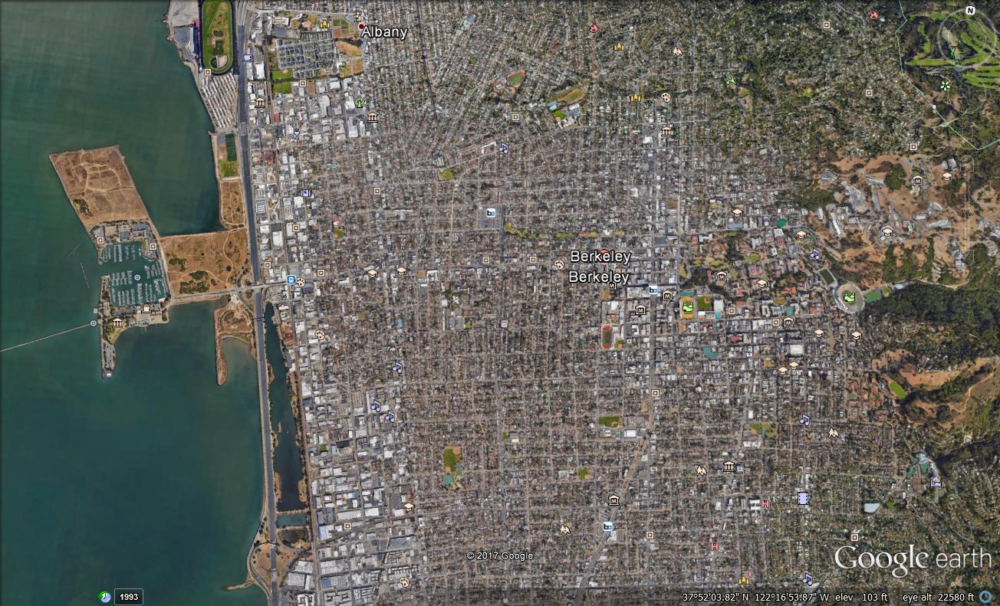 N
Albany
Berkeley
Berkeley
© 2017 Google
Google earth
1993
37°52'03.82" N 122°16'53.87" W elev 103 ft eye alt 22580 ft